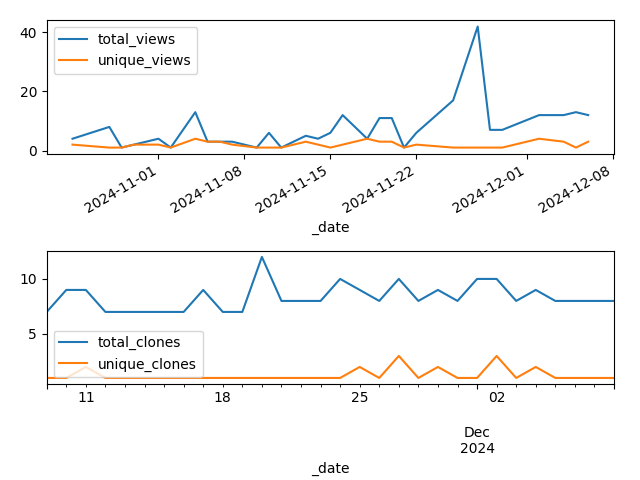 40
20
0
total_views
unique_views
2024-11-01
2024-11-08
2024-11-15
2024-11-22
2024-12-01
2024-12-08
_date
10
5
total_clones
unique_clones
11
18
25
02
Dec
2024
_date